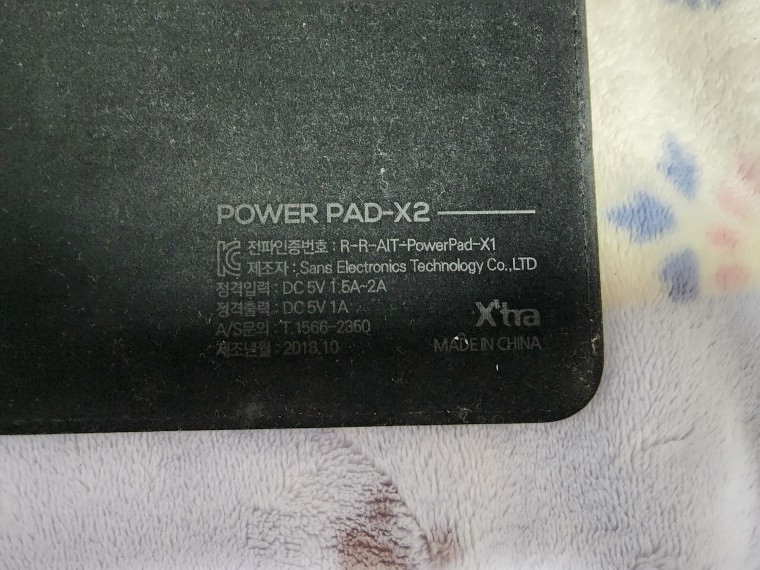 POWER PAD-X2
전파인증번호 : R-R-AIT-PowerPad-X1
제조자 : Sans Electronics Technology Co.,LTD
정격입력 : DC 5V 1.5A~2A
정격출력 : DC 5V 1A
A/S문의 : T.1566-2350
제조년월 : 2018.10
Xtra
MADE IN CHINA